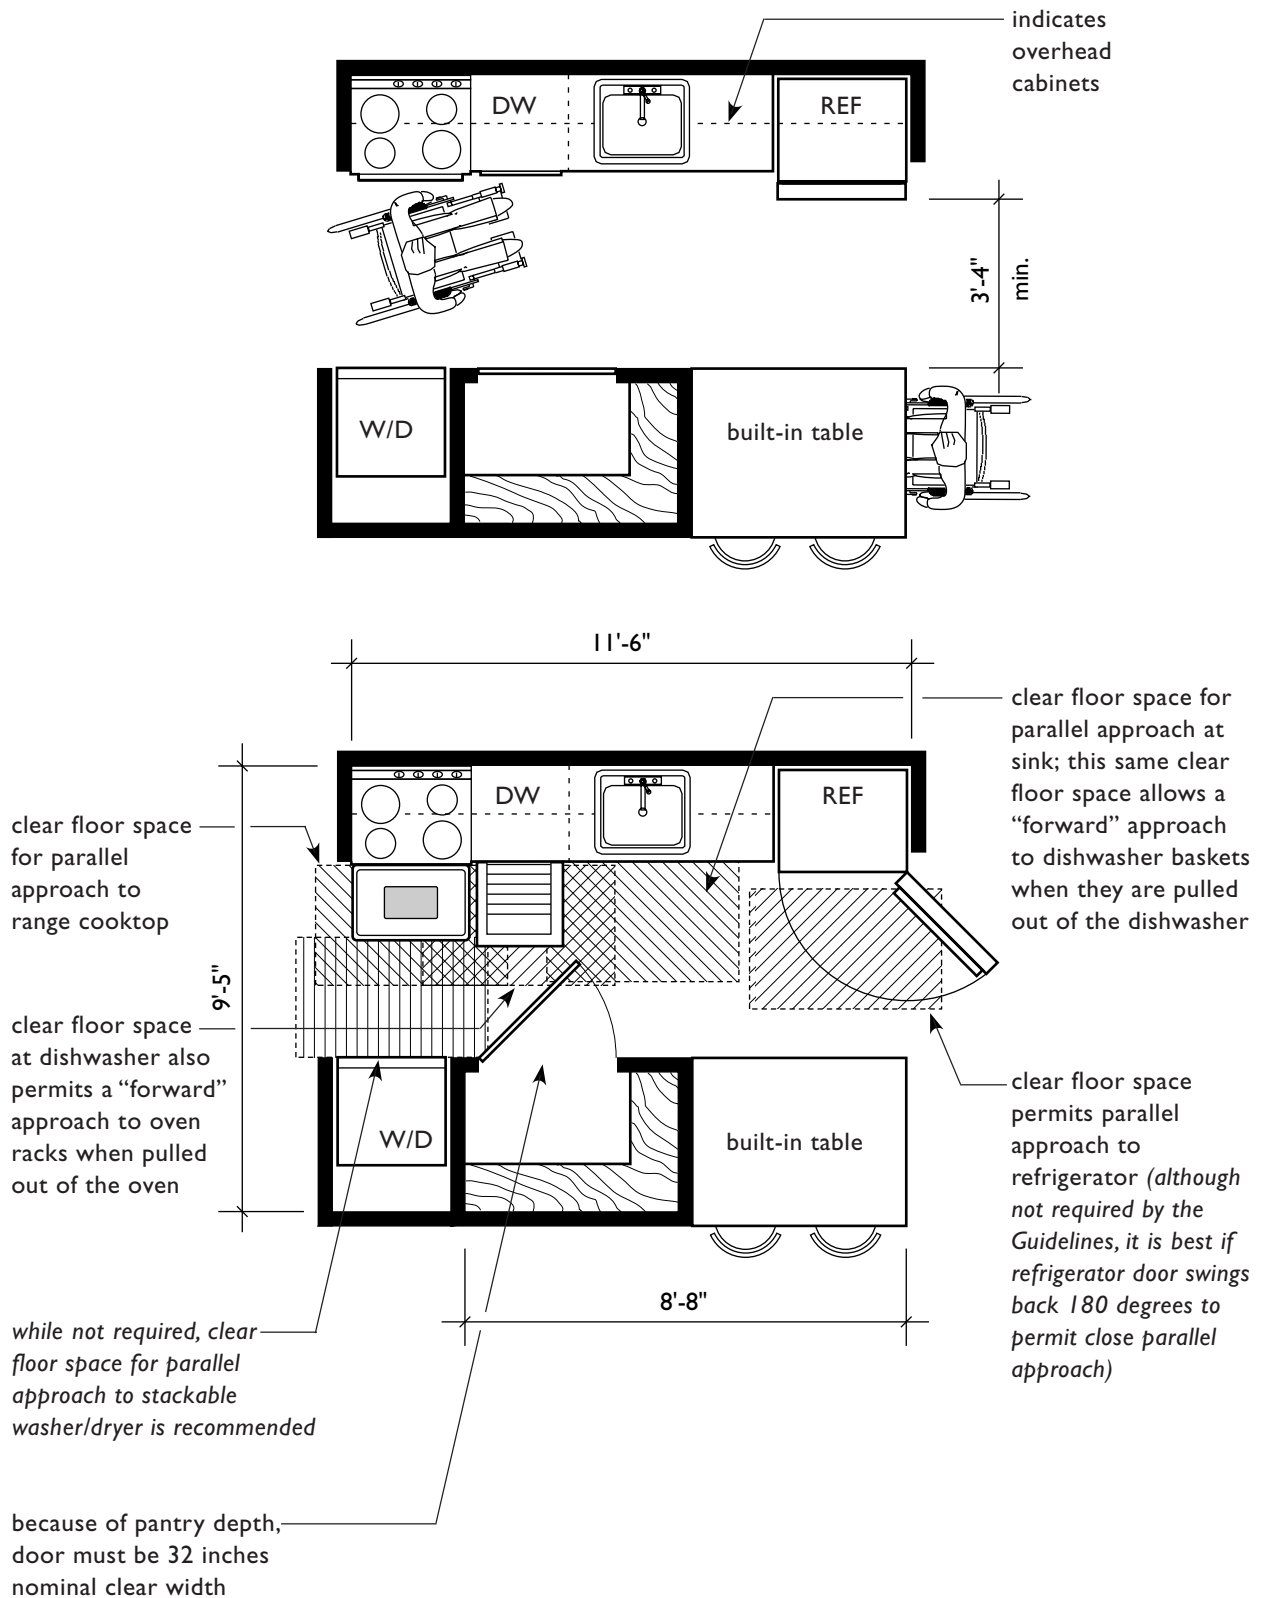 indicates
overhead
cabinets
DW
REF
3'-4"
min.
W/D
built-in table
11'-6"
clear floor space for
parallel approach at
sink; this same clear
floor space allows a
“forward” approach
to dishwasher baskets
when they are pulled
out of the dishwasher
DW
REF
clear floor space
for parallel
approach to
range cooktop
9'-5"
clear floor space
at dishwasher also
permits a “forward”
approach to oven
racks when pulled
out of the oven
W/D
built-in table
clear floor space
permits parallel
approach to
refrigerator (although
not required by the
Guidelines, it is best if
refrigerator door swings
back 180 degrees to
permit close parallel
approach)
8'-8"
while not required, clear
floor space for parallel
approach to stackable
washer/dryer is recommended
because of pantry depth,
door must be 32 inches
nominal clear width